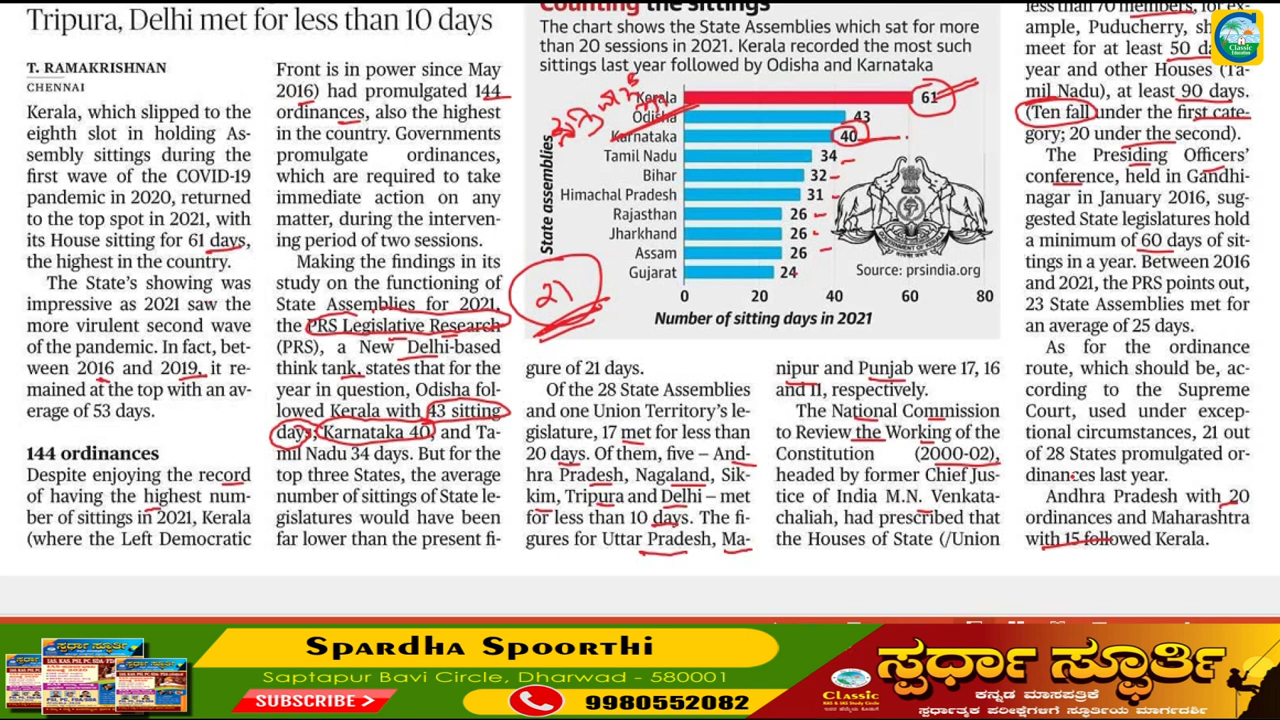 Tripura, Delhi met for less than 10 days
T. RAMAKRISHNAN
CHENNAI
Kerala, which slipped to the
eighth slot in holding As-
sembly sittings during the
first wave of the COVID-19
pandemic in 2020, returned
to the top spot in 2021, with
its House sitting for 61 days,
the highest in the country.
The State's showing was
impressive as 2021 saw the
more virulent second wave
of the pandemic. In fact, bet-
ween 2016 and 2019, it re-
mained at the top with an av-
erage of 53 days.
144 ordinances
Despite enjoying the record
of having the highest num-
ber of sittings in 2021, Kerala
(where the Left Democratic
Front is in power since May
2016) had promulgated 144
ordinances, also the highest
in the country. Governments
promulgate ordinances,
which are required to take
immediate action on any
matter, during the interven-
ing period of two sessions.
Making the findings in its
study on the functioning of
State Assemblies for 2021,
the PRS Legislative Research
(PRS), a New Delhi-based
think tank, states that for the
year in question, Odisha fol-
lowed Kerala with 43 sitting
days, Karnataka 40, and Ta-
mil Nadu 34 days. But for the
top three States, the average
number of sittings of State le-
gislatures would have been
far lower than the present fi-
Counting the sittings
The chart shows the State Assemblies which sat for more
than 20 sessions in 2021. Kerala recorded the most such
sittings last year followed by Odisha and Karnataka
State assemblies
Kerala 61
Odisha 43
Karnataka 40
Tamil Nadu 34
Bihar 32
Himachal Pradesh 31
Rajasthan 26
Jharkhand 26
Assam 26
Gujarat 24
Source: prsindia.org
0 20 40 60 80
Number of sitting days in 2021
21
gure of 21 days.
Of the 28 State Assemblies
and one Union Territory's le-
gislature, 17 met for less than
20 days. Of them, five – And-
hra Pradesh, Nagaland, Sik-
kim, Tripura and Delhi – met
for less than 10 days. The fi-
gures for Uttar Pradesh, Ma-
nipur and Punjab were 17, 16
and 11, respectively.
The National Commission
to Review the Working of the
Constitution (2000-02),
headed by former Chief Jus-
tice of India M.N. Venkata-
chaliah, had prescribed that
the Houses of State (/Union
less than 70 members, for ex-
ample, Puducherry,
meet for at least 50
year and other Houses (Ta-
mil Nadu), at least 90 days.
(Ten fall under the first cate-
gory; 20 under the second).
The Presiding Officers'
conference, held in Gandhi-
nagar in January 2016, sug-
gested State legislatures hold
a minimum of 60 days of sit-
tings in a year. Between 2016
and 2021, the PRS points out,
23 State Assemblies met for
an average of 25 days.
As for the ordinance
route, which should be, ac-
cording to the Supreme
Court, used under excep-
tional circumstances, 21 out
of 28 States promulgated or-
dinances last year.
Andhra Pradesh with 20
ordinances and Maharashtra
with 15 followed Kerala.
Classic
Education
Spardha Spoorthi
Saptapur Bavi Circle, Dharwad - 580001
SUBSCRIBE
9980552082
Classic
KAS & IAS Study Circle
ಸ್ಪರ್ಧಾ ಸ್ಫೂರ್ತಿ
ಕನ್ನಡ ಮಾಸಪತ್ರಿಕೆ
ಸ್ಪರ್ಧಾತ್ಮಕ ಪರೀಕ್ಷೆಗಳಿಗೆ ಸ್ಫೂರ್ತಿಯ ಮಾರ್ಗದರ್ಶಿ